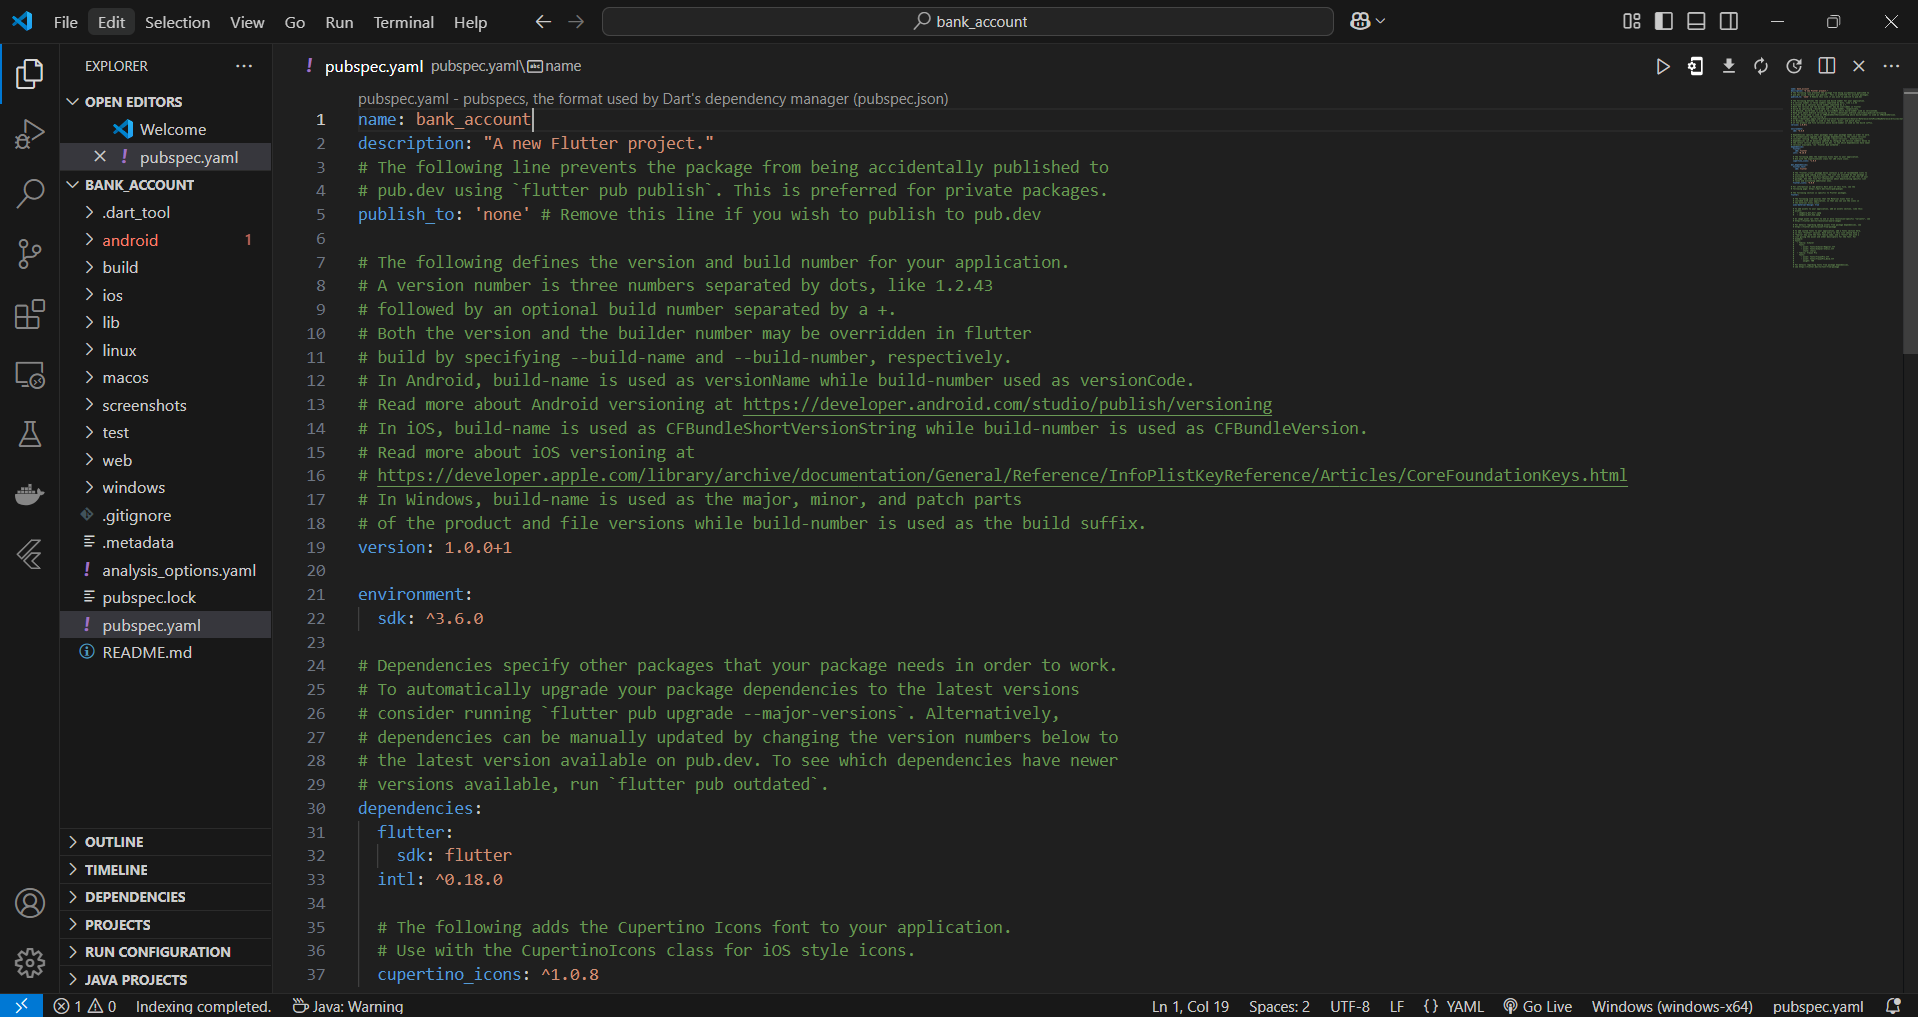 File Edit Selection View Go Run Terminal Help
bank_account
EXPLORER
OPEN EDITORS
Welcome
! pubspec.yaml
BANK_ACCOUNT
.dart_tool
android 1
build
ios
lib
linux
macos
screenshots
test
web
windows
.gitignore
.metadata
! analysis_options.yaml
pubspec.lock
! pubspec.yaml
README.md
OUTLINE
TIMELINE
DEPENDENCIES
PROJECTS
RUN CONFIGURATION
JAVA PROJECTS
! pubspec.yaml pubspec.yaml\ abc name
pubspec.yaml - pubspecs, the format used by Dart's dependency manager (pubspec.json)
1 name: bank_account
2 description: "A new Flutter project."
3 # The following line prevents the package from being accidentally published to
4 # pub.dev using `flutter pub publish`. This is preferred for private packages.
5 publish_to: 'none' # Remove this line if you wish to publish to pub.dev
6
7 # The following defines the version and build number for your application.
8 # A version number is three numbers separated by dots, like 1.2.43
9 # followed by an optional build number separated by a +.
10 # Both the version and the builder number may be overridden in flutter
11 # build by specifying --build-name and --build-number, respectively.
12 # In Android, build-name is used as versionName while build-number used as versionCode.
13 # Read more about Android versioning at https://developer.android.com/studio/publish/versioning
14 # In iOS, build-name is used as CFBundleShortVersionString while build-number is used as CFBundleVersion.
15 # Read more about iOS versioning at
16 # https://developer.apple.com/library/archive/documentation/General/Reference/InfoPlistKeyReference/Articles/CoreFoundationKeys.html
17 # In Windows, build-name is used as the major, minor, and patch parts
18 # of the product and file versions while build-number is used as the build suffix.
19 version: 1.0.0+1
20
21 environment:
22 sdk: ^3.6.0
23
24 # Dependencies specify other packages that your package needs in order to work.
25 # To automatically upgrade your package dependencies to the latest versions
26 # consider running `flutter pub upgrade --major-versions`. Alternatively,
27 # dependencies can be manually updated by changing the version numbers below to
28 # the latest version available on pub.dev. To see which dependencies have newer
29 # versions available, run `flutter pub outdated`.
30 dependencies:
31 flutter:
32 sdk: flutter
33 intl: ^0.18.0
34
35 # The following adds the Cupertino Icons font to your application.
36 # Use with the CupertinoIcons class for iOS style icons.
37 cupertino_icons: ^1.0.8
1 0 Indexing completed. Java: Warning
Ln 1, Col 19 Spaces: 2 UTF-8 LF {} YAML Go Live Windows (windows-x64) pubspec.yaml